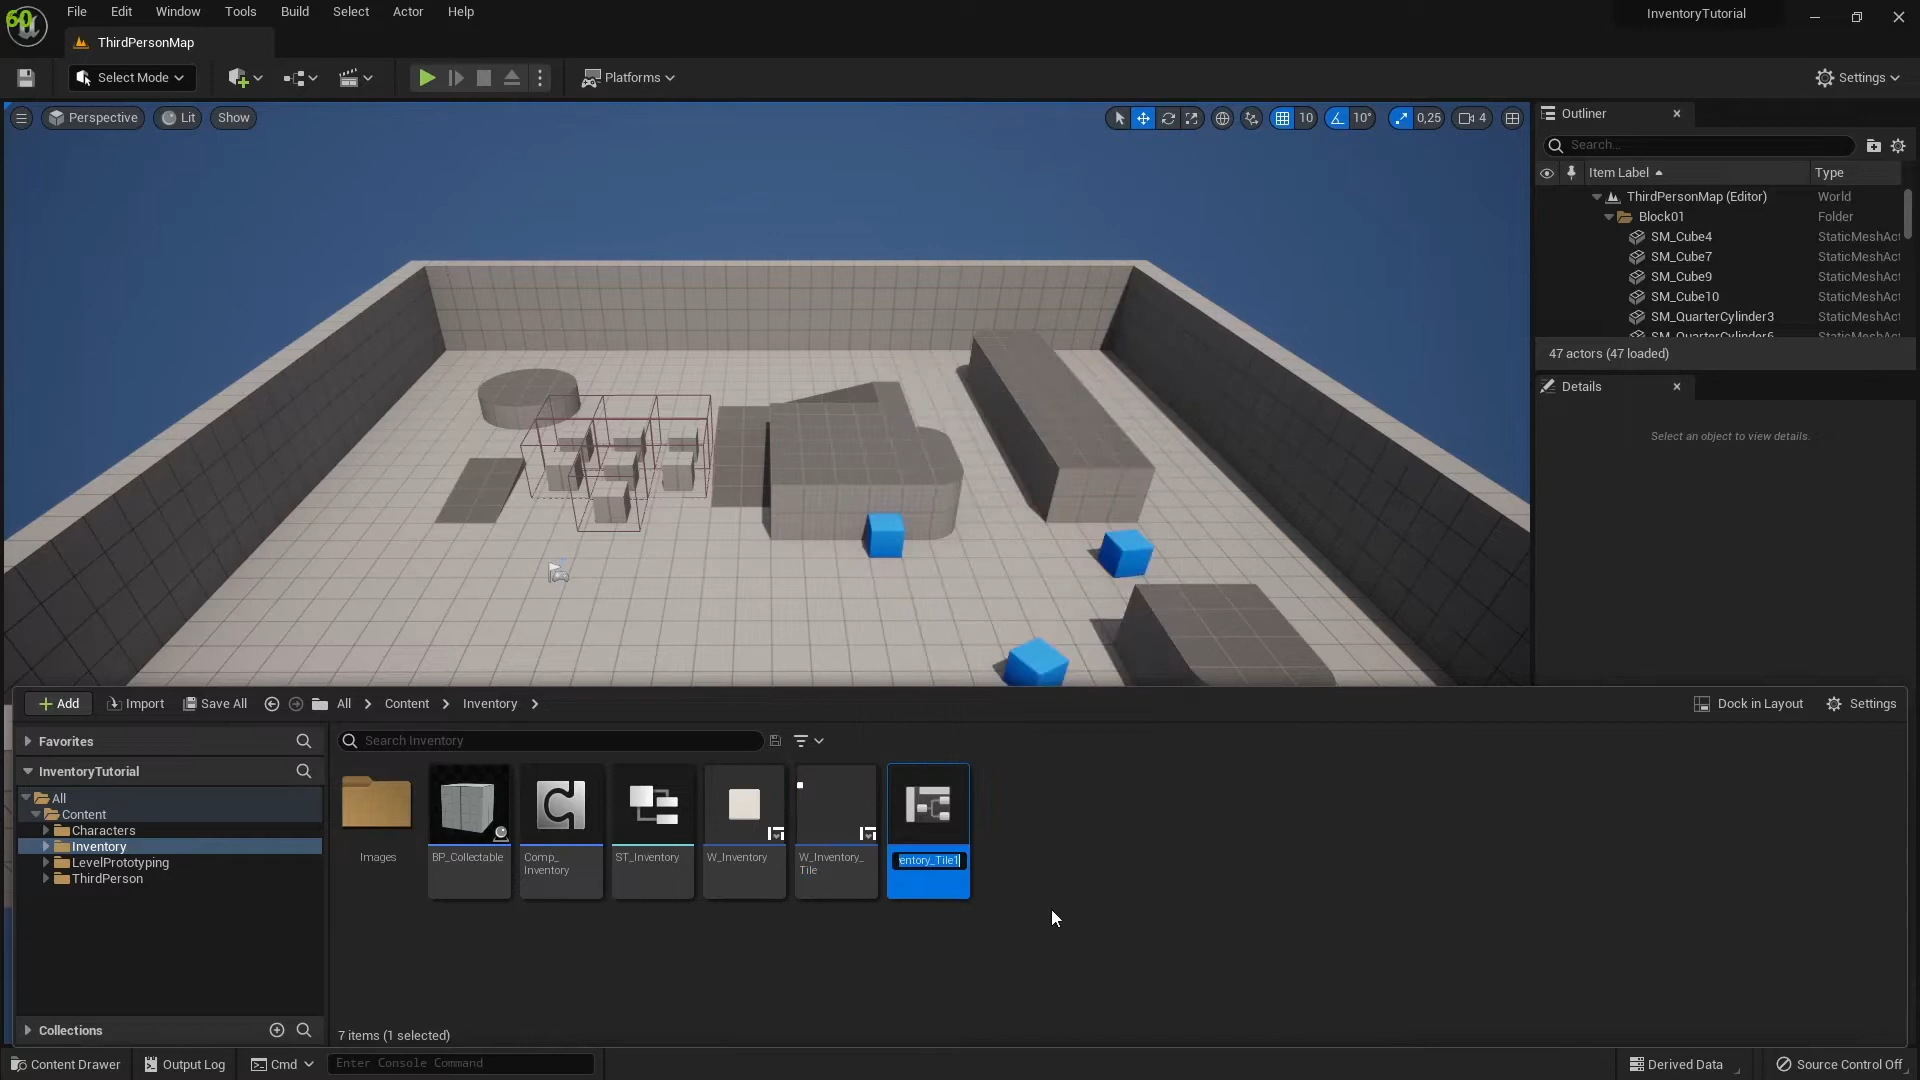 60
File Edit Window Tools Build Select Actor Help
InventoryTutorial
ThirdPersonMap
Select Mode
Platforms
Settings
Perspective Lit Show
10 10° 0,25 4
Outliner
Search...
Item Label Type
ThirdPersonMap (Editor) World
Block01 Folder
SM_Cube4 StaticMeshAct
SM_Cube7 StaticMeshAct
SM_Cube9 StaticMeshAct
SM_Cube10 StaticMeshAct
SM_QuarterCylinder3 StaticMeshAct
SM_QuarterCylinder6 StaticMeshAct
47 actors (47 loaded)
Details
Select an object to view details.
Add Import Save All All Content Inventory
Dock in Layout Settings
Favorites
Search Inventory
InventoryTutorial
All
Content
Characters
Inventory
LevelPrototyping
ThirdPerson
Collections
Images
BP_Collectable
Comp_
Inventory
ST_Inventory
W_Inventory
W_Inventory_
Tile
entory_Tile1
7 items (1 selected)
Content Drawer Output Log Cmd Enter Console Command
Derived Data Source Control Off